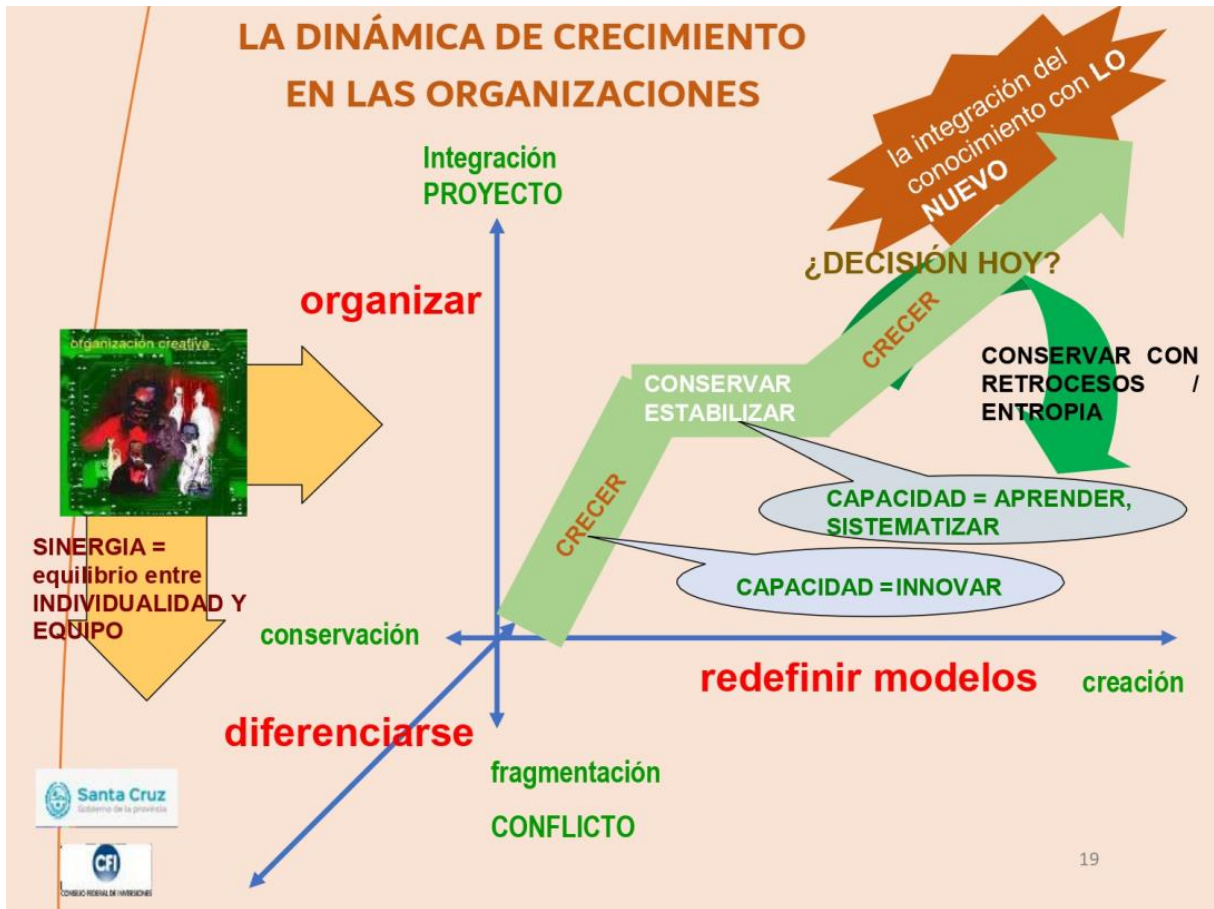 LA DINÁMICA DE CRECIMIENTO
EN LAS ORGANIZACIONES
la integración del
conocimiento con LO
NUEVO
Integración
PROYECTO
¿DECISIÓN HOY?
organizar
organización creativa
CRECER
CONSERVAR CON
RETROCESOS /
ENTROPIA
CONSERVAR
ESTABILIZAR
CRECER
CAPACIDAD = APRENDER,
SISTEMATIZAR
SINERGIA =
equilibrio entre
INDIVIDUALIDAD Y
EQUIPO
CAPACIDAD =INNOVAR
conservación
redefinir modelos
creación
diferenciarse
fragmentación
CONFLICTO
Santa Cruz
Gobierno de la provincia
CFI
CONSEJO FEDERAL DE INVERSIONES
19